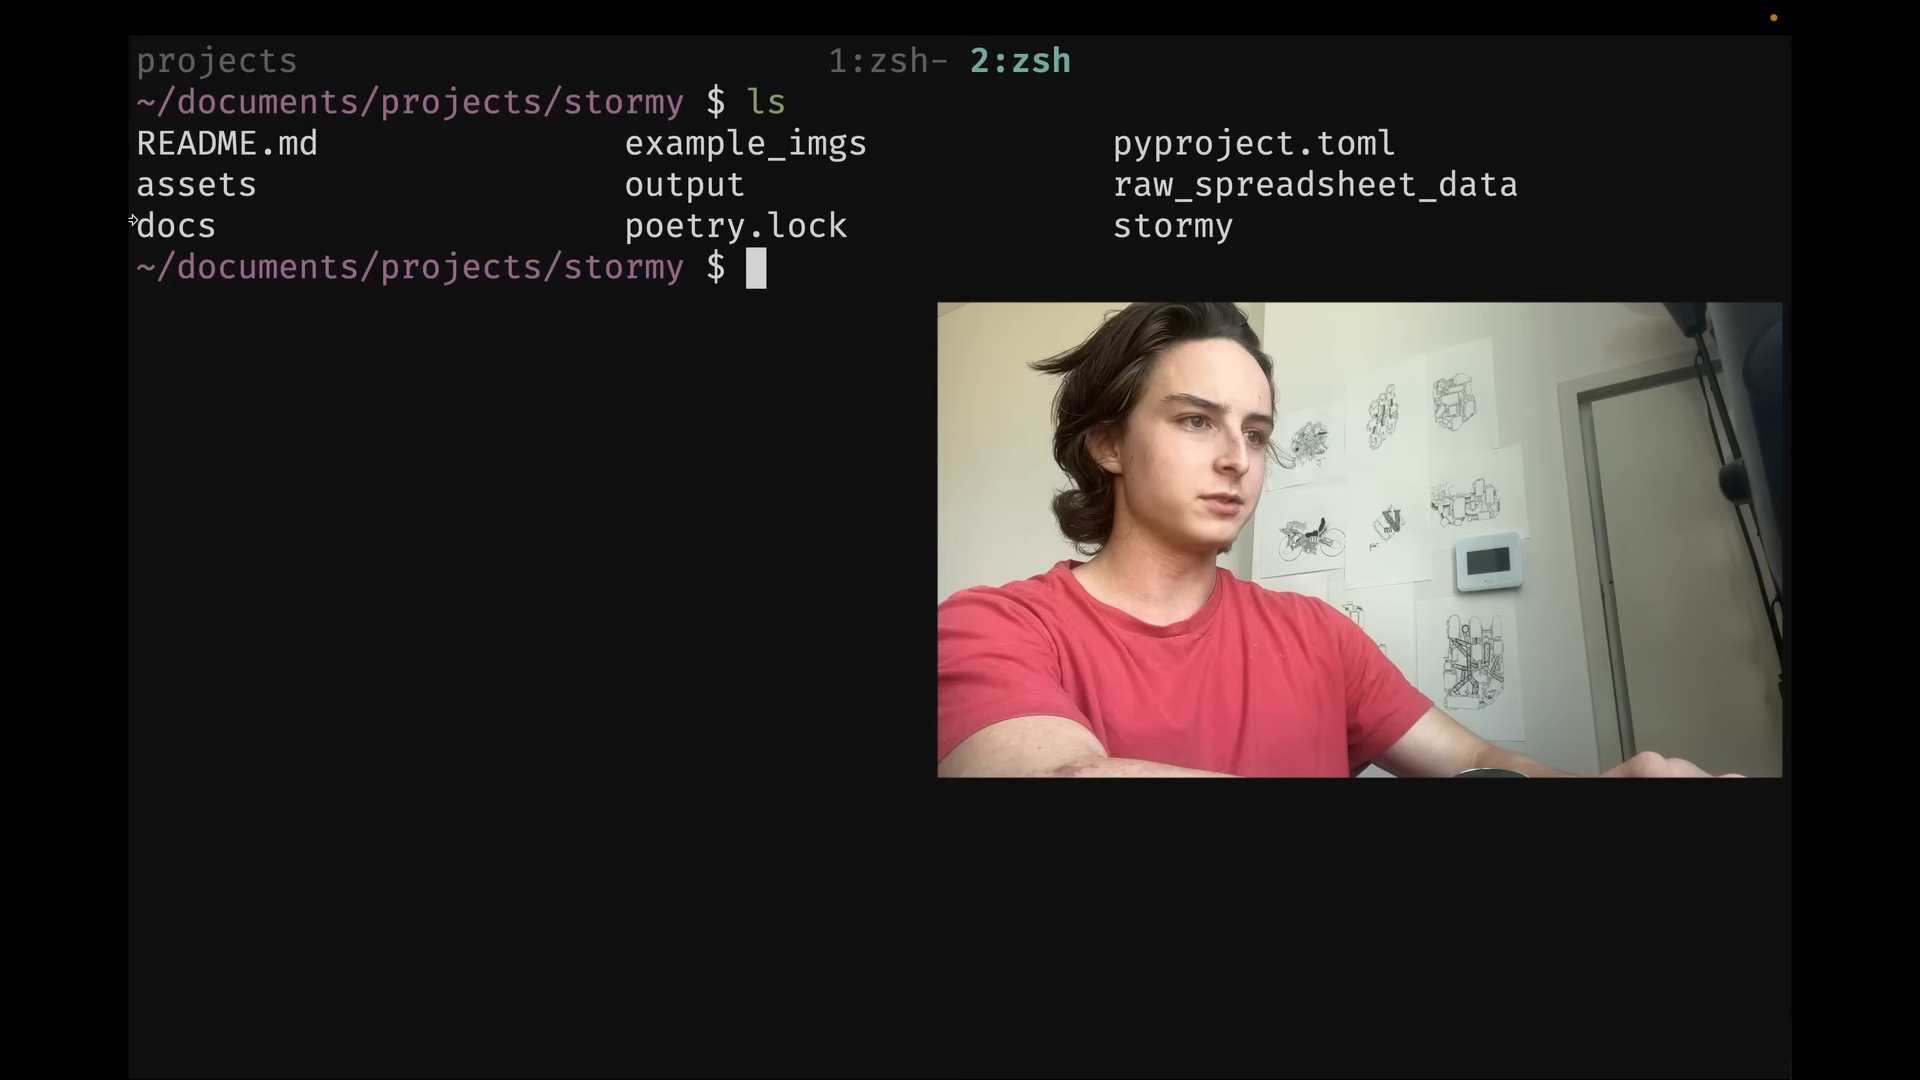 projects 1:zsh- 2:zsh
~/documents/projects/stormy $ ls
README.md example_imgs pyproject.toml
assets output raw_spreadsheet_data
docs poetry.lock stormy
~/documents/projects/stormy $